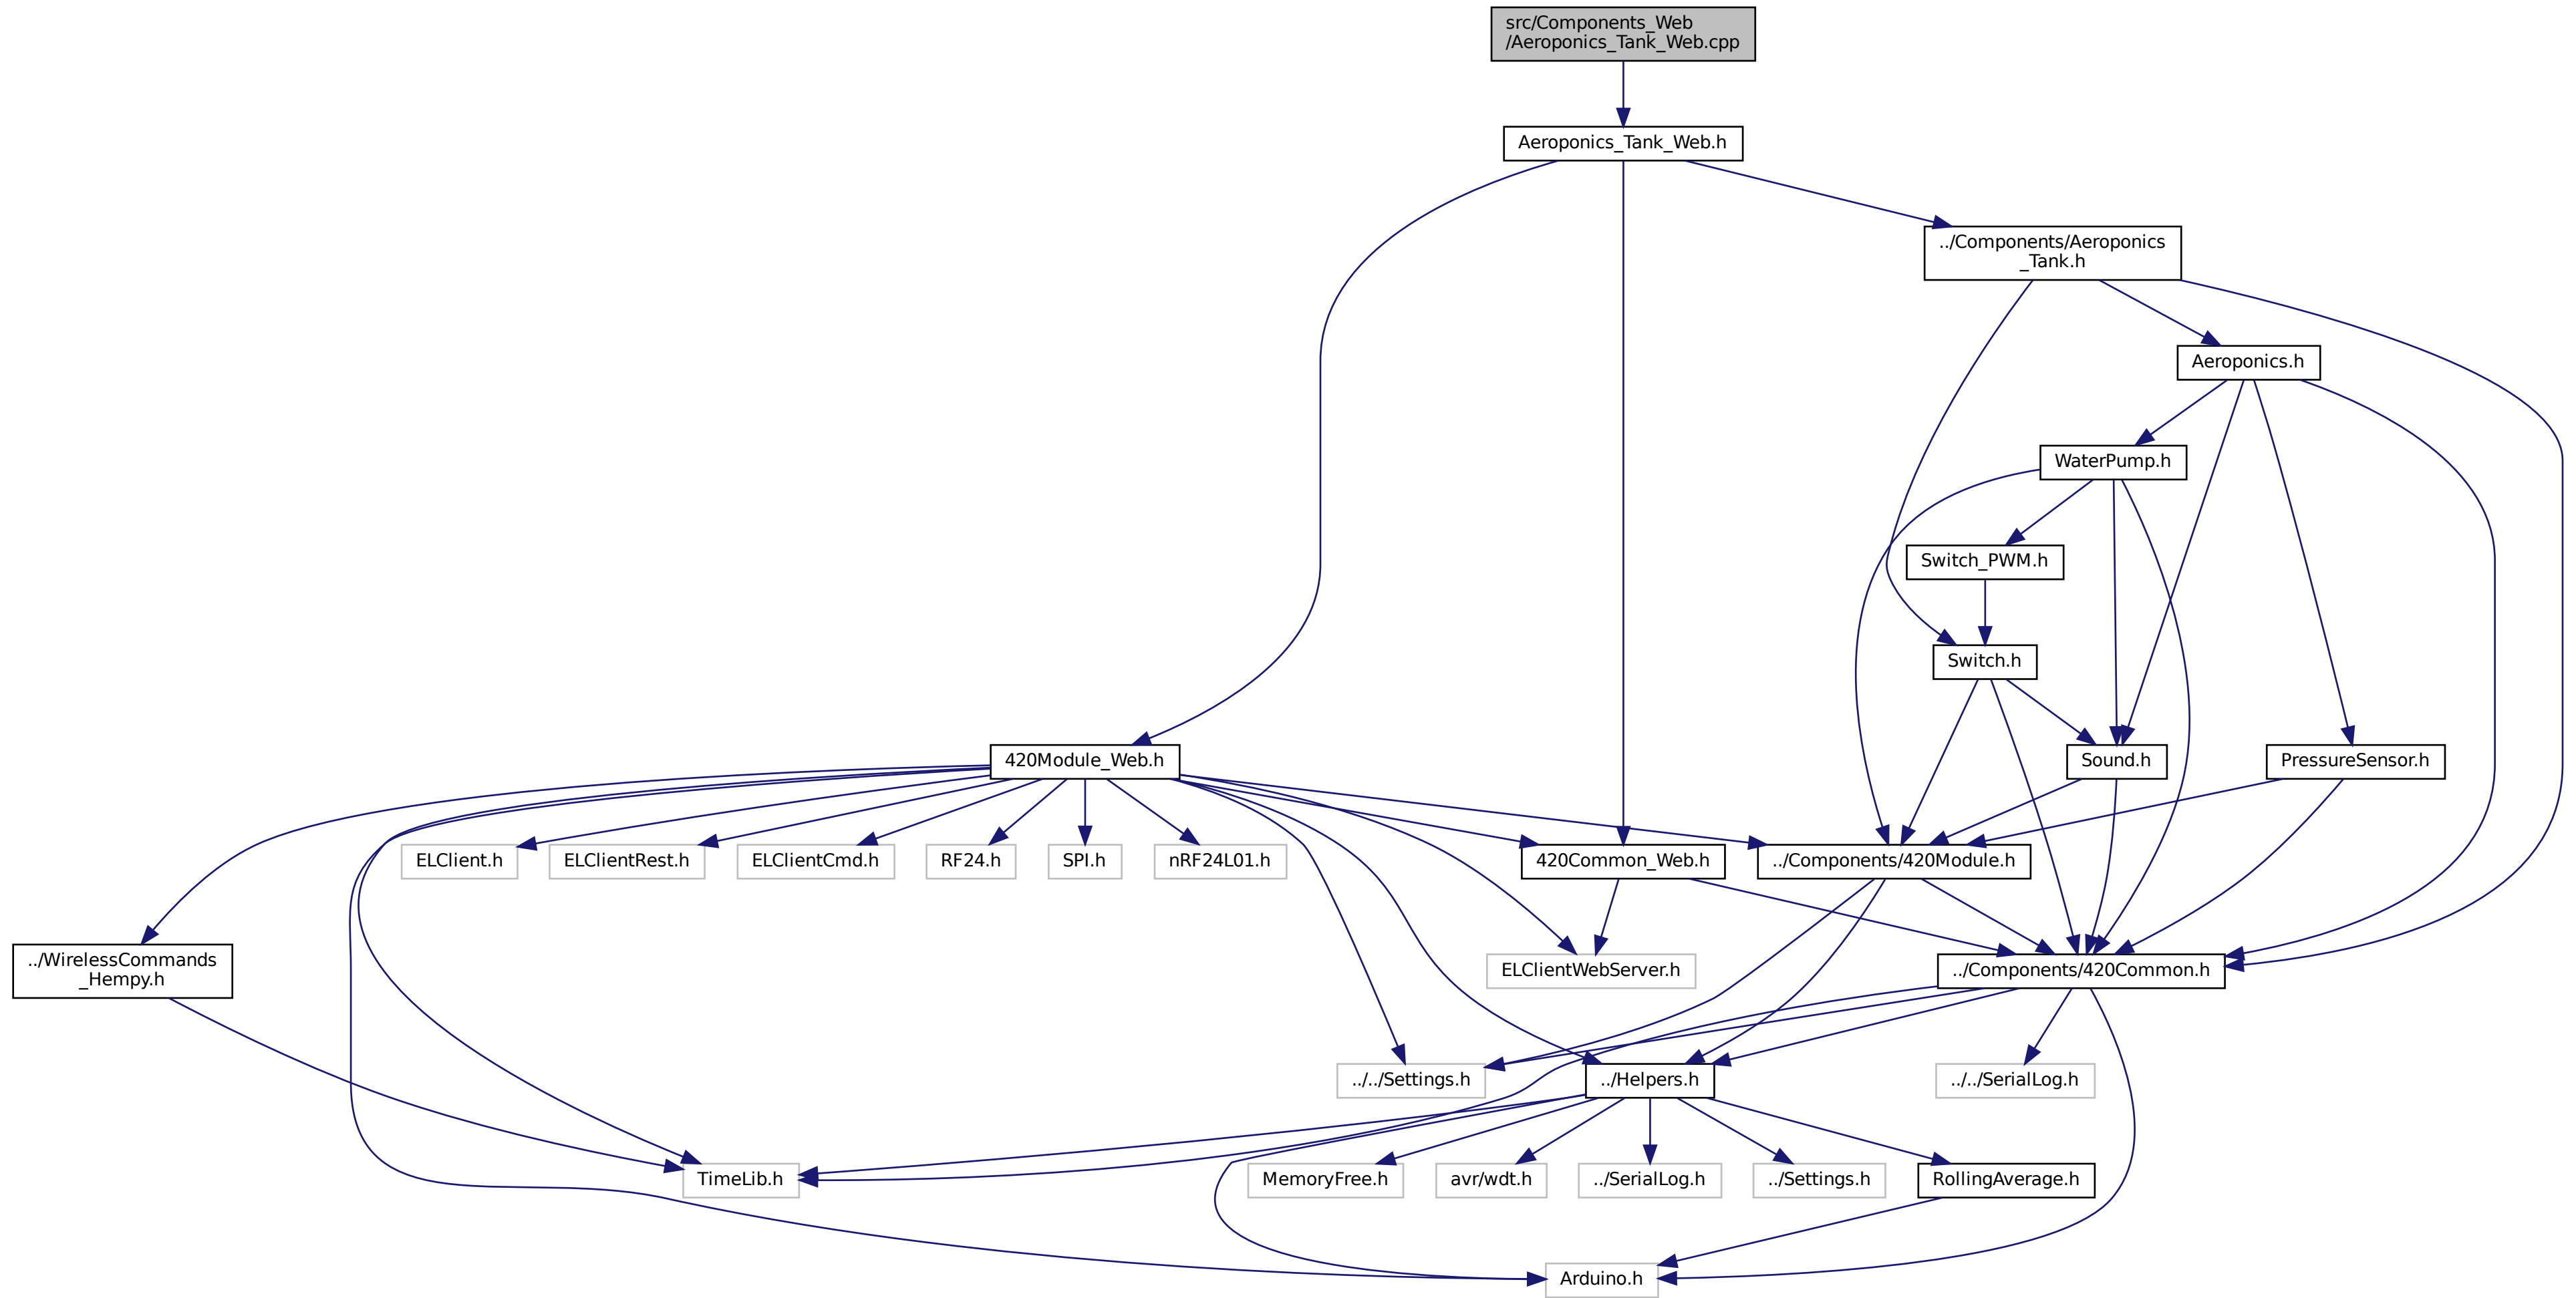 src/Components_Web
/Aeroponics_Tank_Web.cpp
Aeroponics_Tank_Web.h
../Components/Aeroponics
_Tank.h
Aeroponics.h
WaterPump.h
Switch_PWM.h
Switch.h
420Module_Web.h
Sound.h
PressureSensor.h
ELClient.h
ELClientRest.h
ELClientCmd.h
RF24.h
SPI.h
nRF24L01.h
420Common_Web.h
../Components/420Module.h
../WirelessCommands
_Hempy.h
ELClientWebServer.h
../Components/420Common.h
../../Settings.h
../Helpers.h
../../SerialLog.h
TimeLib.h
MemoryFree.h
avr/wdt.h
../SerialLog.h
../Settings.h
RollingAverage.h
Arduino.h